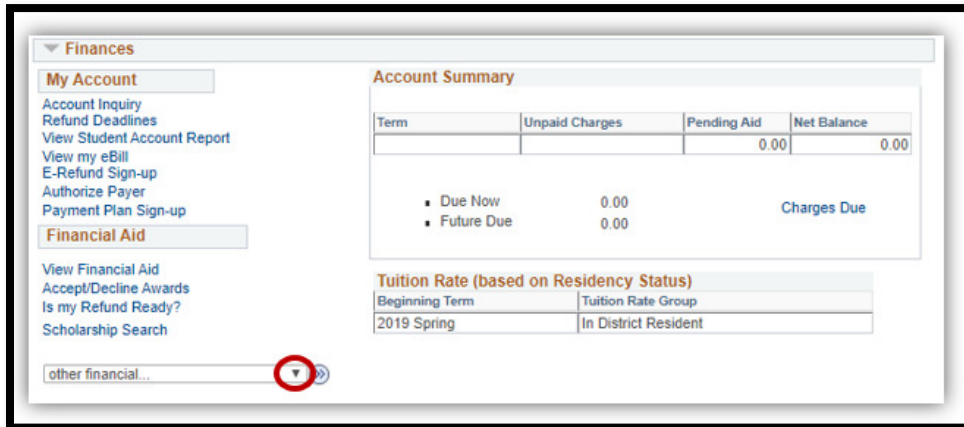 Finances
My Account
Account Inquiry
Refund Deadlines
View Student Account Report
View my eBill
E-Refund Sign-up
Authorize Payer
Payment Plan Sign-up
Financial Aid
View Financial Aid
Accept/Decline Awards
Is my Refund Ready?
Scholarship Search
other financial...
Account Summary
Term Unpaid Charges Pending Aid Net Balance
0.00 0.00
Due Now 0.00
Future Due 0.00
Charges Due
Tuition Rate (based on Residency Status)
Beginning Term Tuition Rate Group
2019 Spring In District Resident